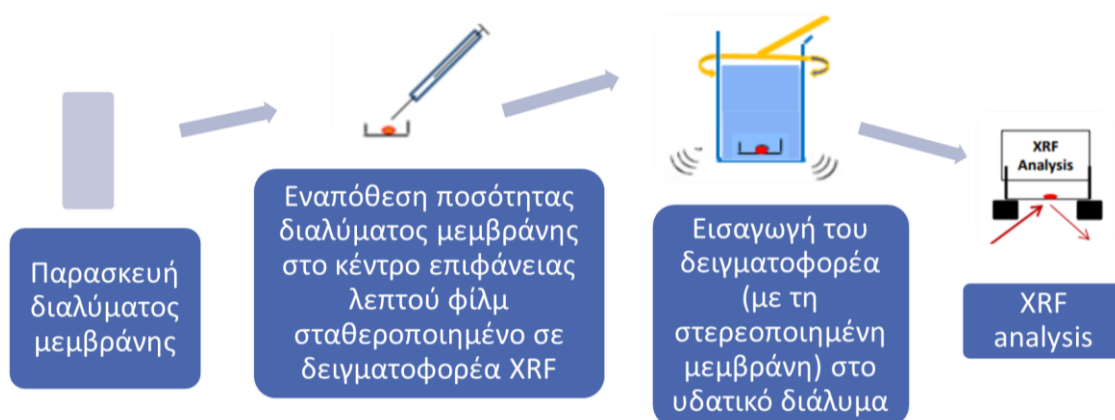 Παρασκευή
διαλύματος
μεμβράνης
Εναπόθεση ποσότητας
διαλύματος μεμβράνης
στο κέντρο επιφάνειας
λεπτού φίλμ
σταθεροποιημένο σε
δειγματοφορέα XRF
Εισαγωγή του
δειγματοφορέα
(με τη
στερεοποιημένη
μεμβράνη) στο
υδατικό διάλυμα
XRF
Analysis
XRF
analysis